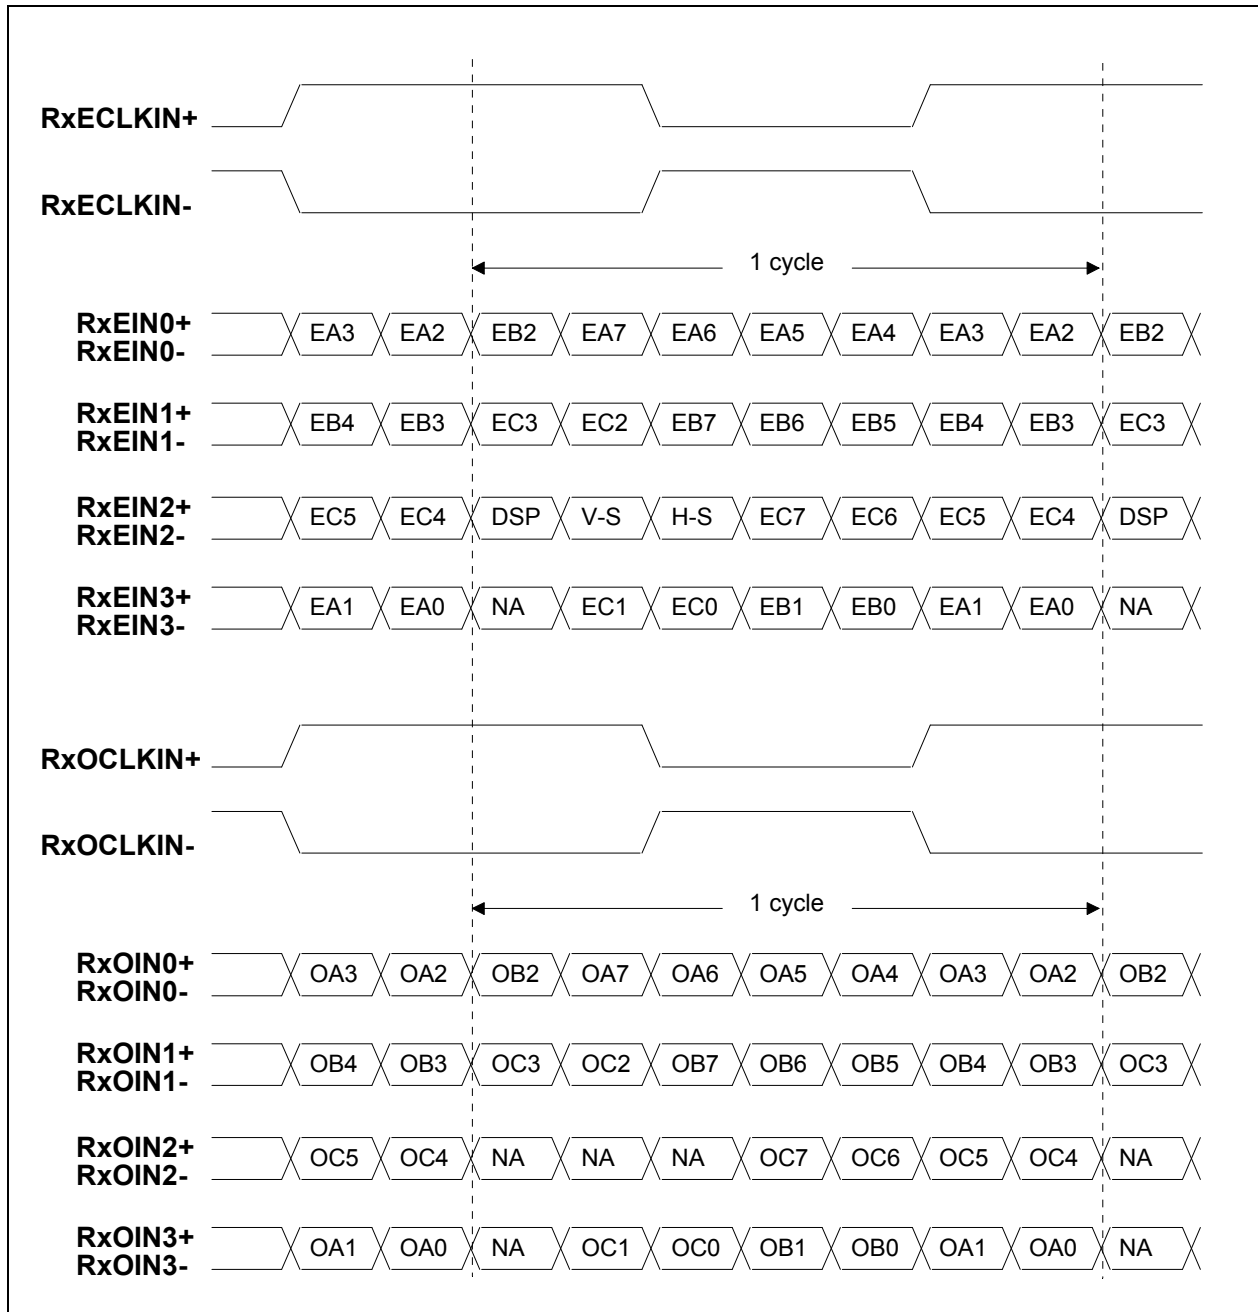 RxECLKIN+
RxECLKIN-
1 cycle
RxEIN0+
RxEIN0-
EA3 EA2 EB2 EA7 EA6 EA5 EA4 EA3 EA2 EB2
RxEIN1+
RxEIN1-
EB4 EB3 EC3 EC2 EB7 EB6 EB5 EB4 EB3 EC3
RxEIN2+
RxEIN2-
EC5 EC4 DSP V-S H-S EC7 EC6 EC5 EC4 DSP
RxEIN3+
RxEIN3-
EA1 EA0 NA EC1 EC0 EB1 EB0 EA1 EA0 NA
RxOCLKIN+
RxOCLKIN-
1 cycle
RxOIN0+
RxOIN0-
OA3 OA2 OB2 OA7 OA6 OA5 OA4 OA3 OA2 OB2
RxOIN1+
RxOIN1-
OB4 OB3 OC3 OC2 OB7 OB6 OB5 OB4 OB3 OC3
RxOIN2+
RxOIN2-
OC5 OC4 NA NA NA OC7 OC6 OC5 OC4 NA
RxOIN3+
RxOIN3-
OA1 OA0 NA OC1 OC0 OB1 OB0 OA1 OA0 NA